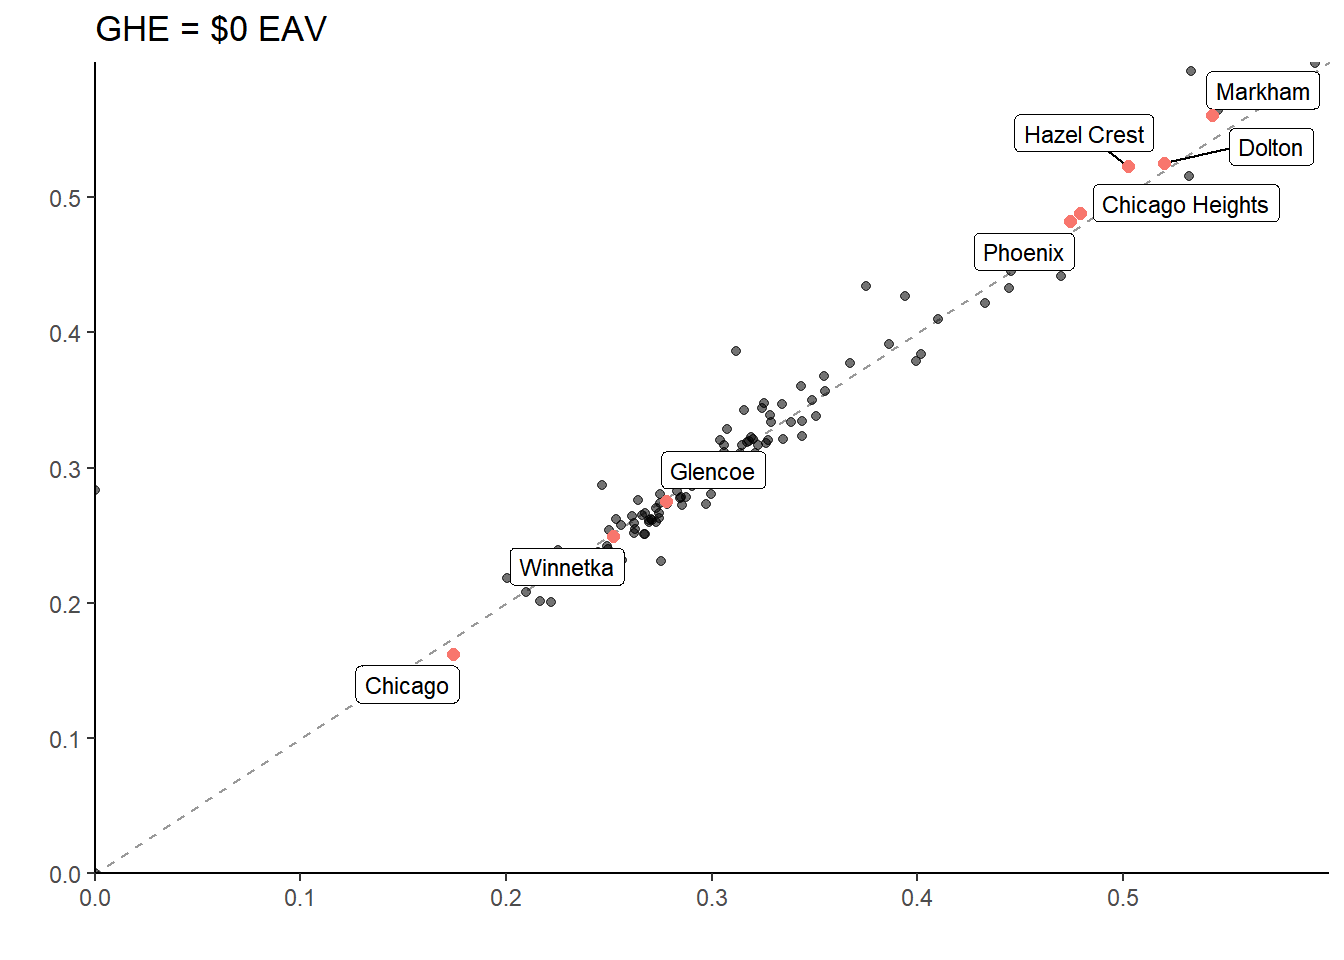 GHE = $0 EAV
Markham
Hazel Crest
Dolton
0.5
Chicago Heights
Phoenix
0.4
0.3
Glencoe
Winnetka
0.2
Chicago
0.1
0.0
0.0 0.1 0.2 0.3 0.4 0.5